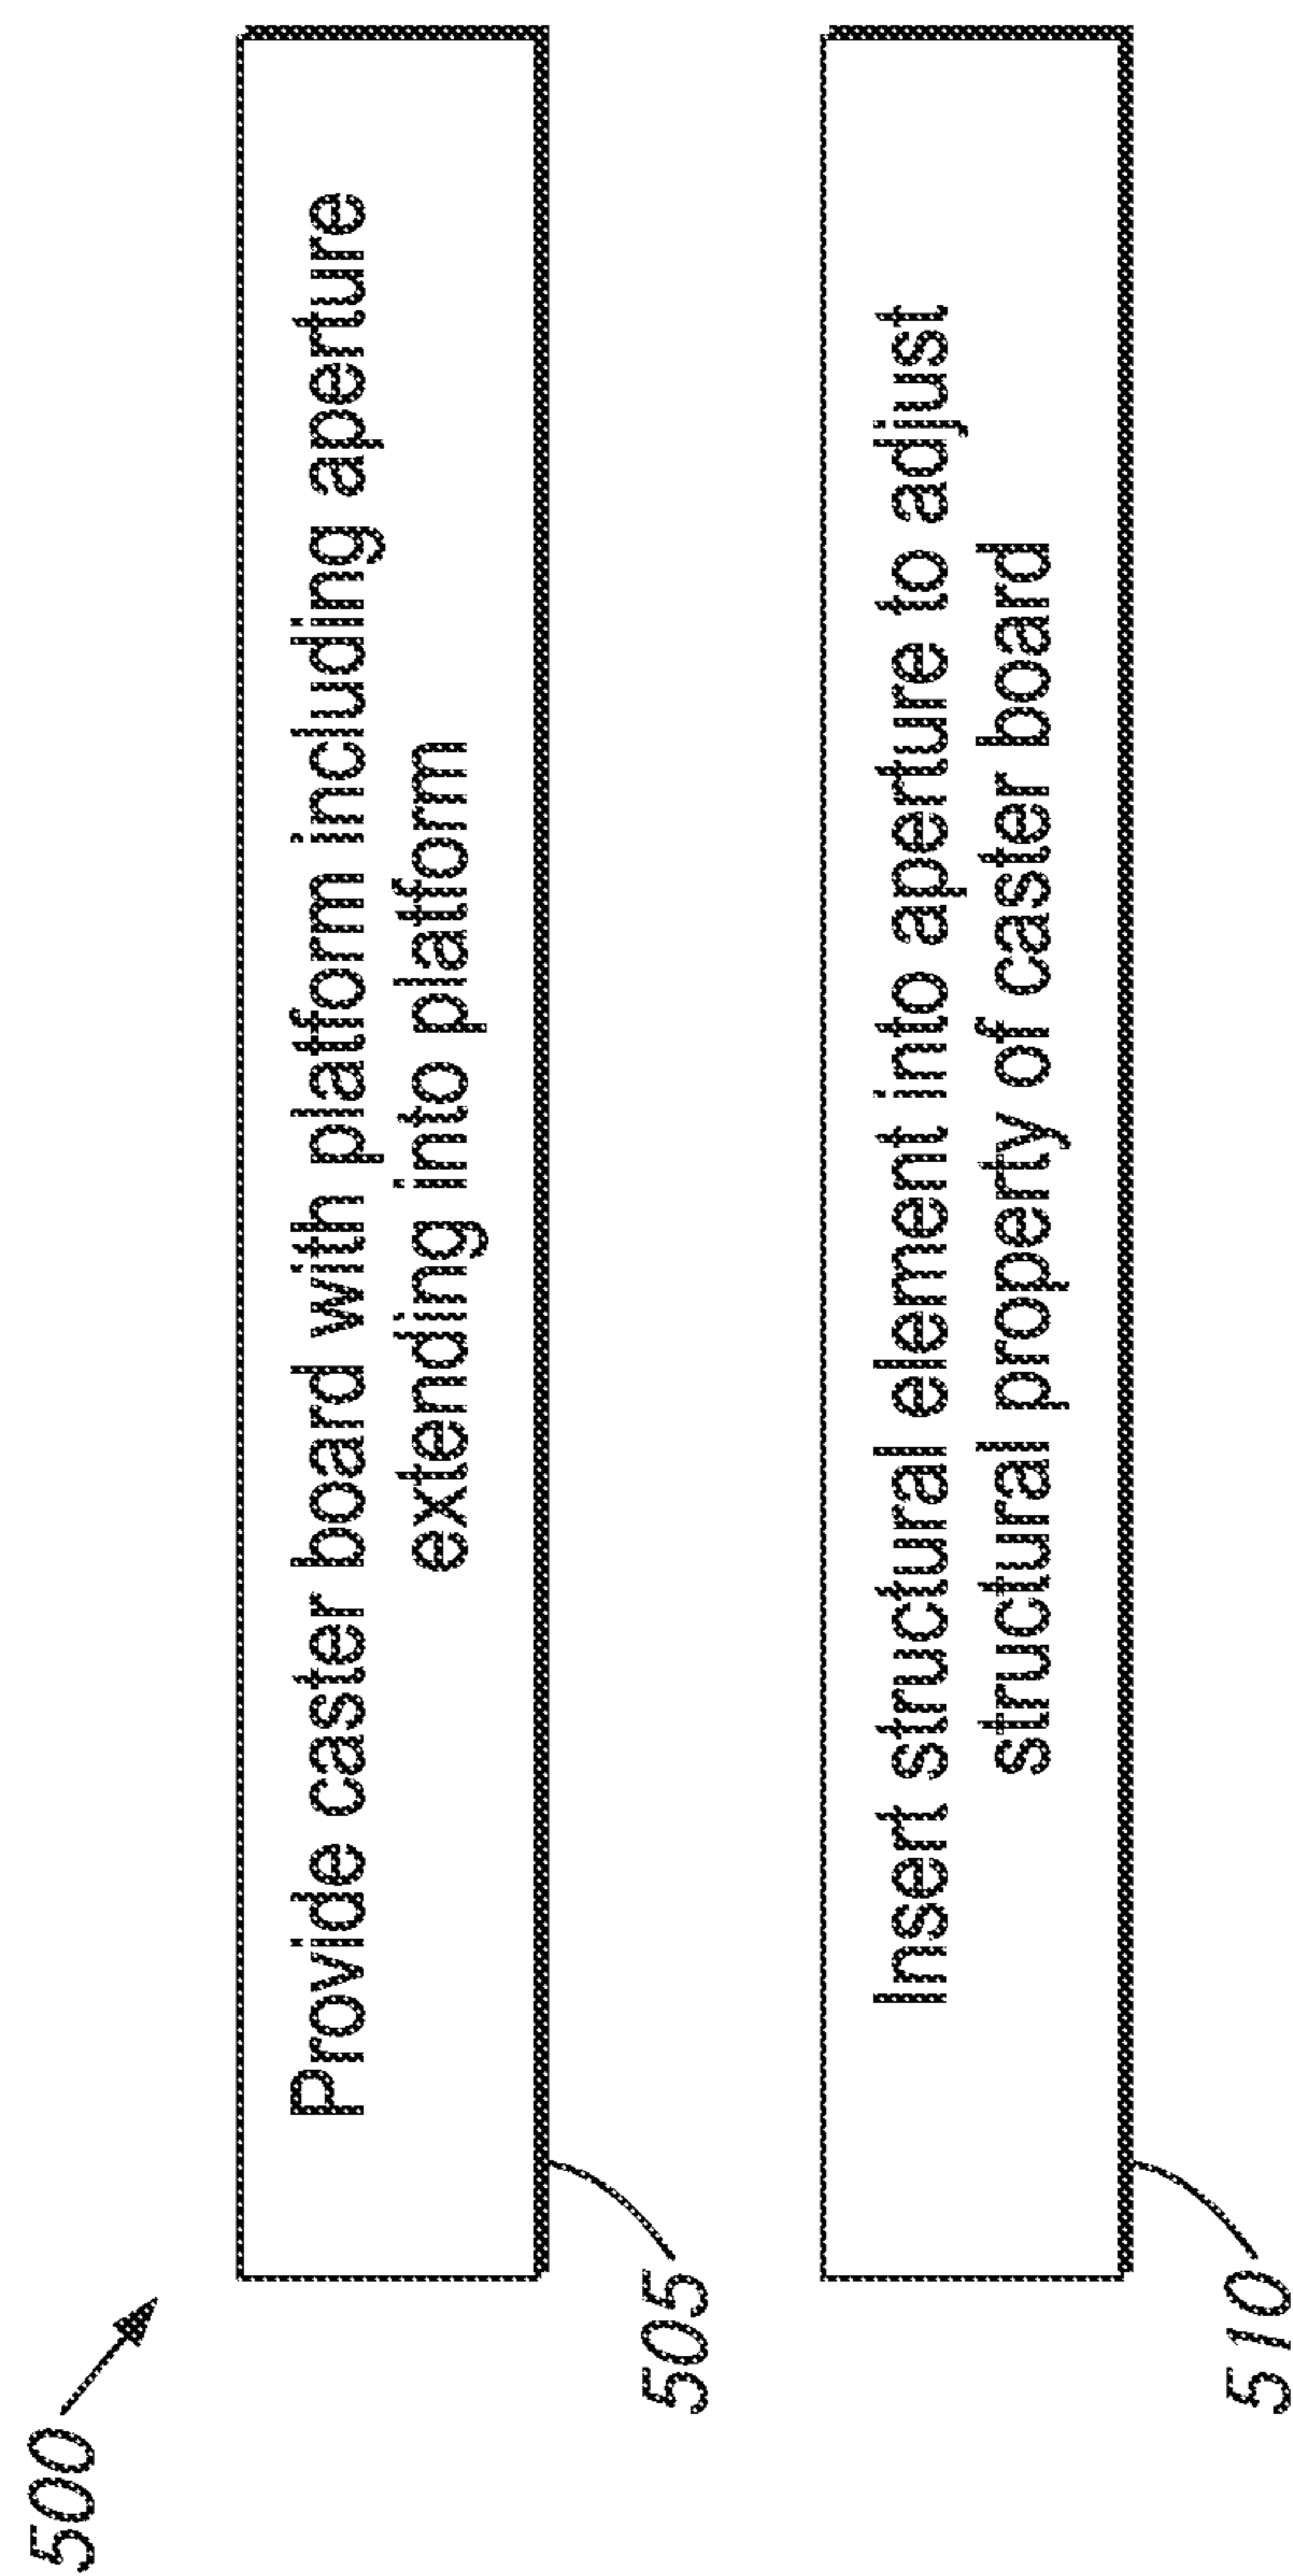 500
Provide caster board with platform including aperture
extending into platform
505
Insert structural element into aperture to adjust
structural property of caster board
510